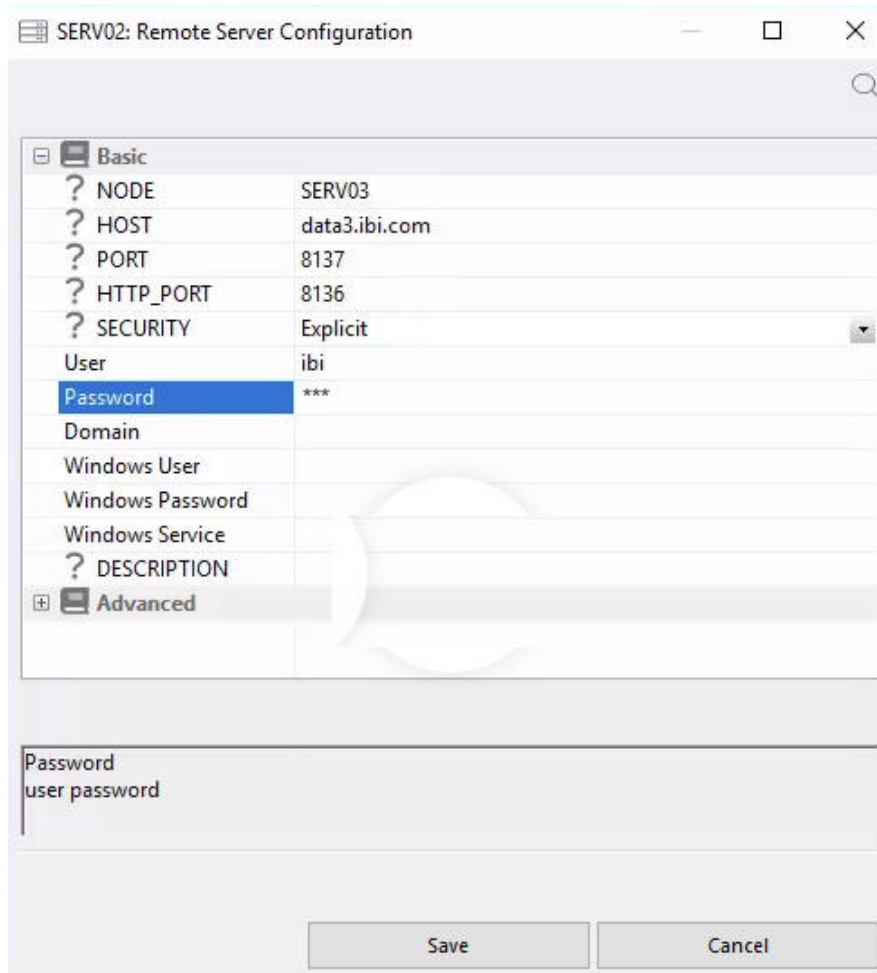 SERV02: Remote Server Configuration
Basic
NODE SERV03
HOST data3.ibi.com
PORT 8137
HTTP_PORT 8136
SECURITY Explicit
User ibi
Password ***
Domain
Windows User
Windows Password
Windows Service
DESCRIPTION
Advanced
Password
user password
Save Cancel